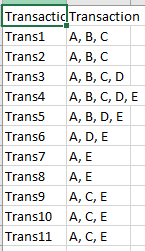 Transactic Transaction
Trans1 A, B, C
Trans2 A, B, C
Trans3 A, B, C, D
Trans4 A, B, C, D, E
Trans5 A, B, D, E
Trans6 A, D, E
Trans7 A, E
Trans8 A, E
Trans9 A, C, E
Trans10 A, C, E
Trans11 A, C, E